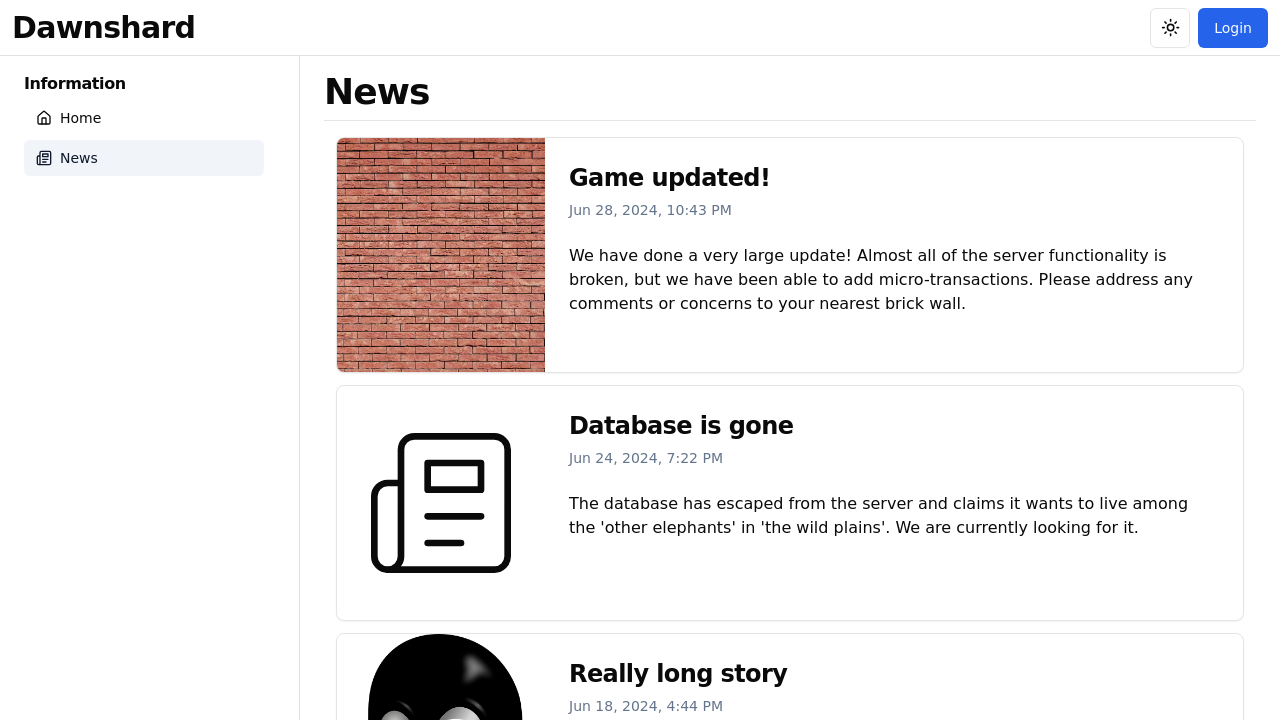 Dawnshard
Login
Information
Home
News
News
Game updated!
Jun 28, 2024, 10:43 PM
We have done a very large update! Almost all of the server functionality is
broken, but we have been able to add micro-transactions. Please address any
comments or concerns to your nearest brick wall.
Database is gone
Jun 24, 2024, 7:22 PM
The database has escaped from the server and claims it wants to live among
the 'other elephants' in 'the wild plains'. We are currently looking for it.
Really long story
Jun 18, 2024, 4:44 PM